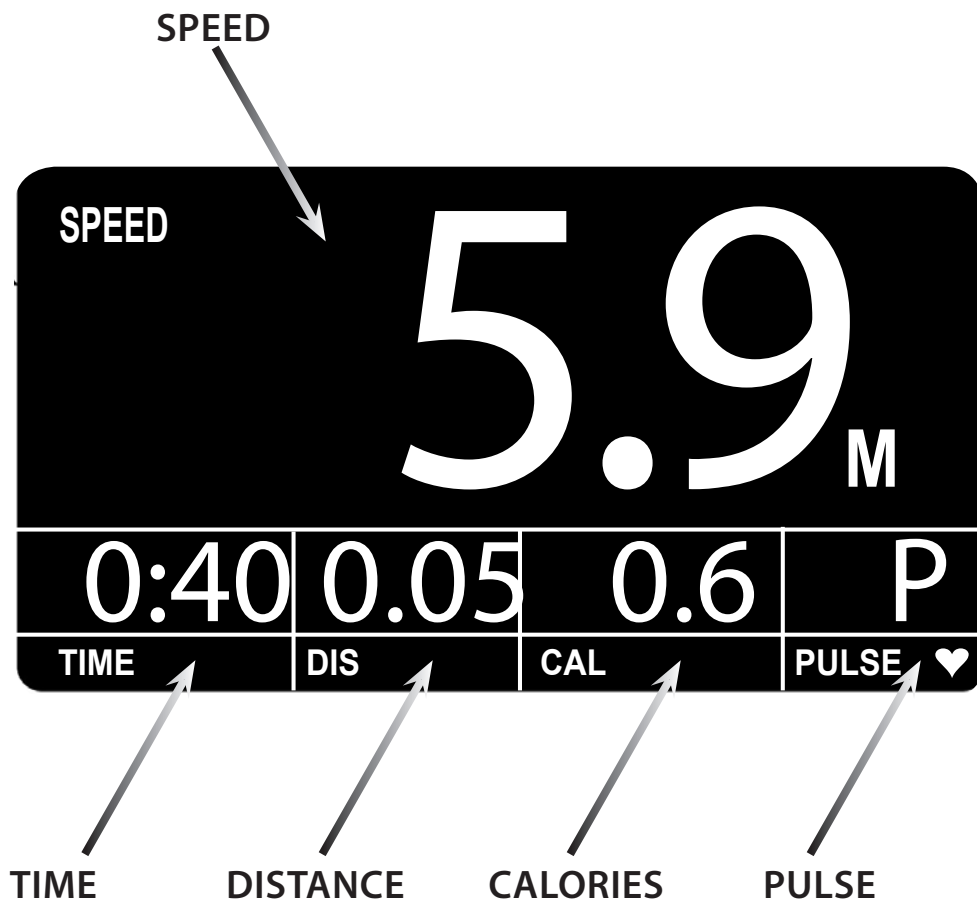 SPEED
SPEED
5.9 M
0:40 0.05 0.6 P
TIME DIS CAL PULSE
TIME DISTANCE CALORIES PULSE